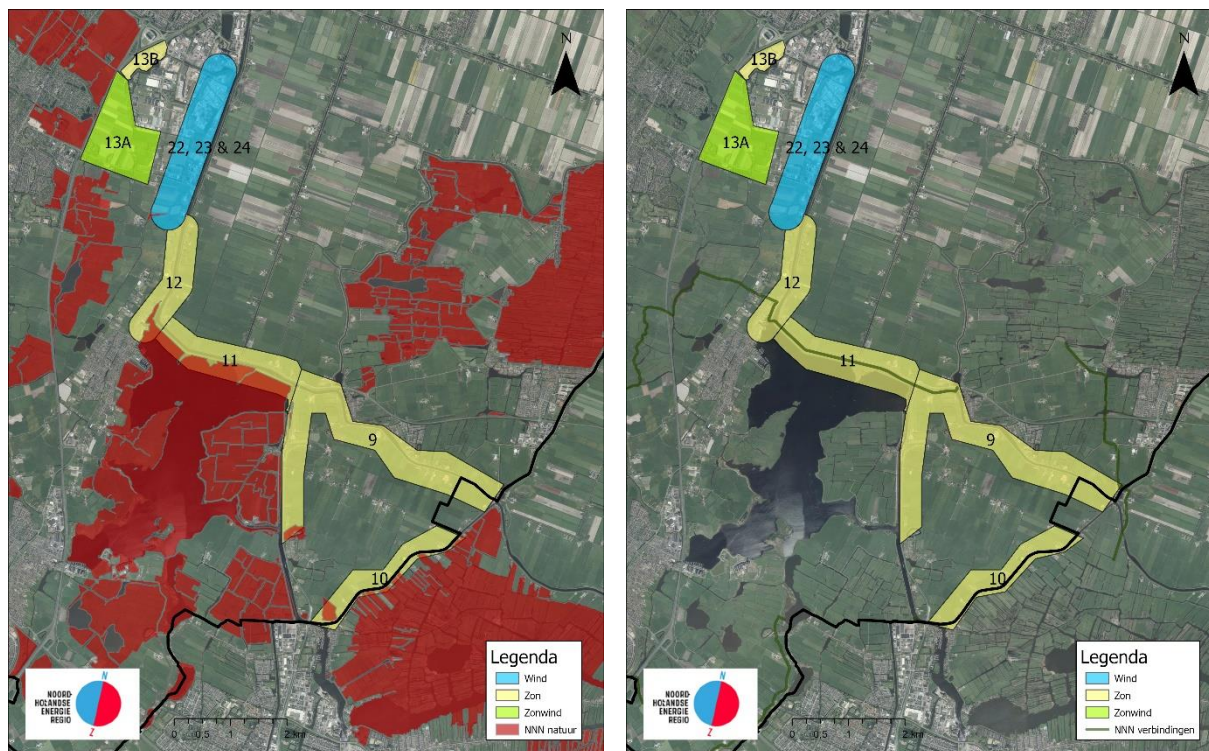 N
13B
13A
22, 23 & 24
12
11
9
10
N
NOORD-
HOLLANDSE
ENERGIE
REGIO
Z
0 0,5 1 2 km
Legenda
Wind
Zon
Zonwind
NNN natuur
N
13B
13A
22, 23 & 24
12
11
9
10
N
NOORD-
HOLLANDSE
ENERGIE
REGIO
Z
0 0,5 1 2 km
Legenda
Wind
Zon
Zonwind
NNN verbindingen